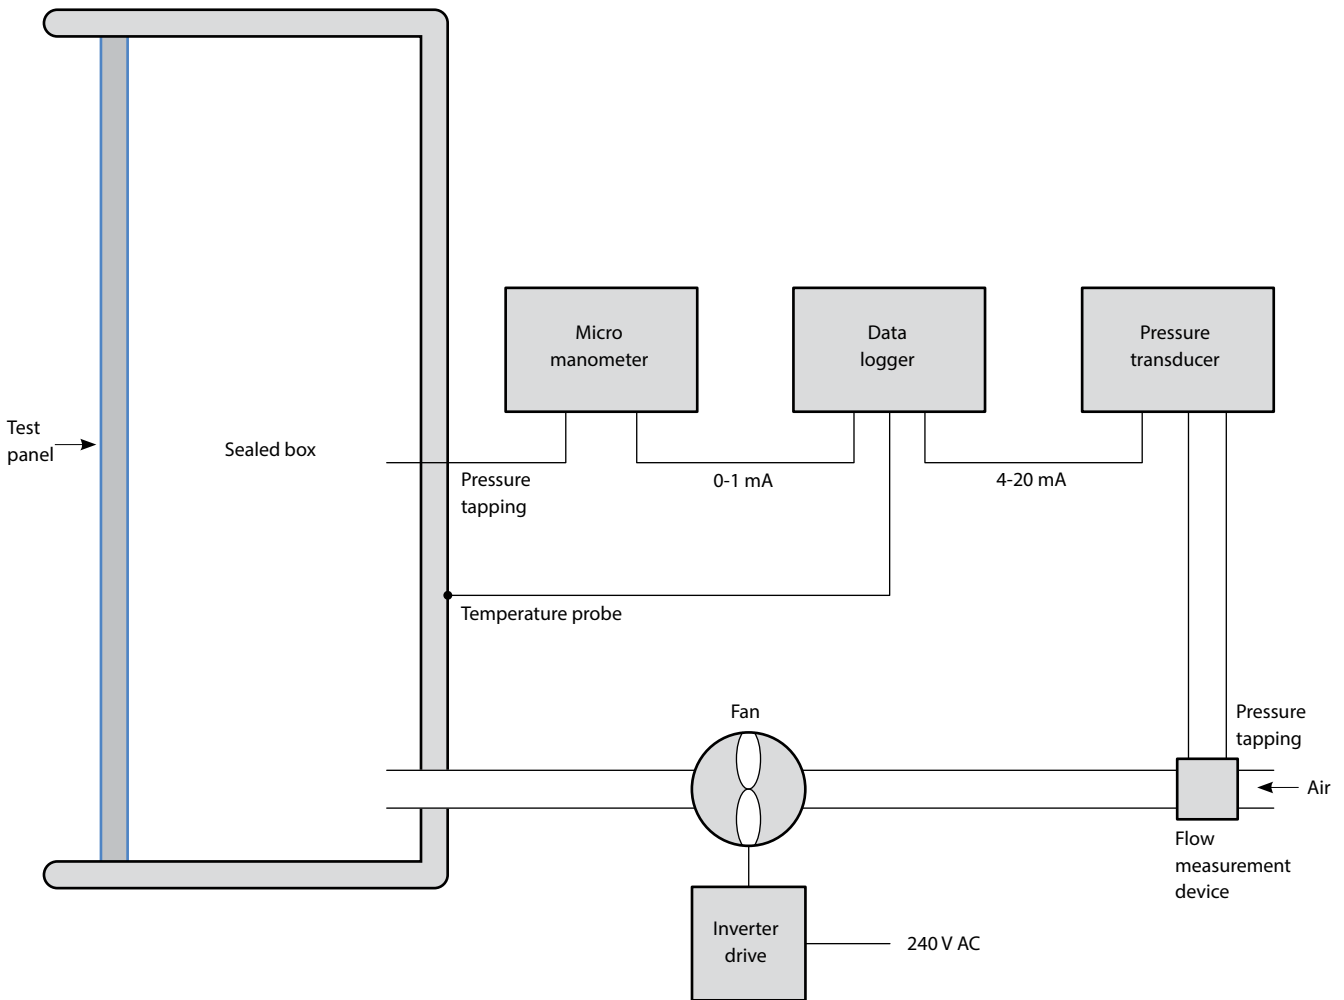 Micro
manometer
Data
logger
Pressure
transducer
Test
panel
Sealed box
Pressure
tapping
0-1 mA
4-20 mA
Temperature probe
Fan
Pressure
tapping
Air
Flow
measurement
device
Inverter
drive
240 V AC